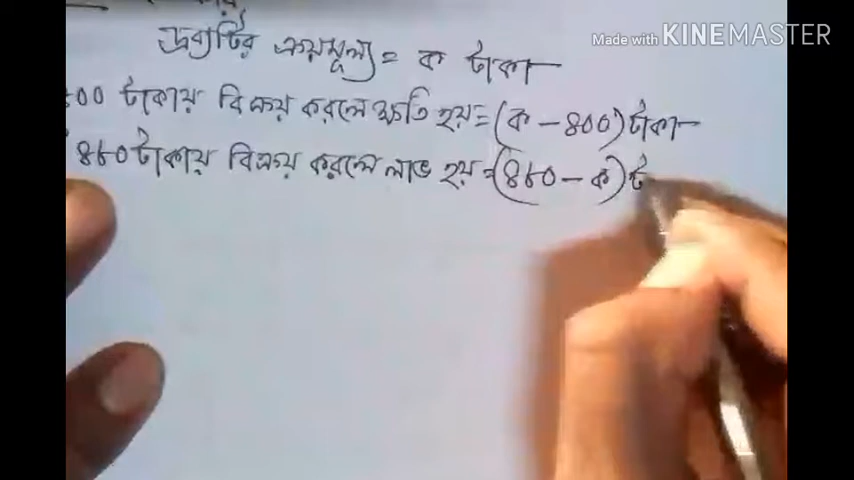 Made with KINEMASTER
দ্রব্যটির ক্রয়মূল্য = ক টাকা
৪০০ টাকায় বিক্রয় করলে ক্ষতি হয় = (ক - ৪০০) টাকা
৪৮০ টাকায় বিক্রয় করলে লাভ হয় = (৪৮০ - ক) ট